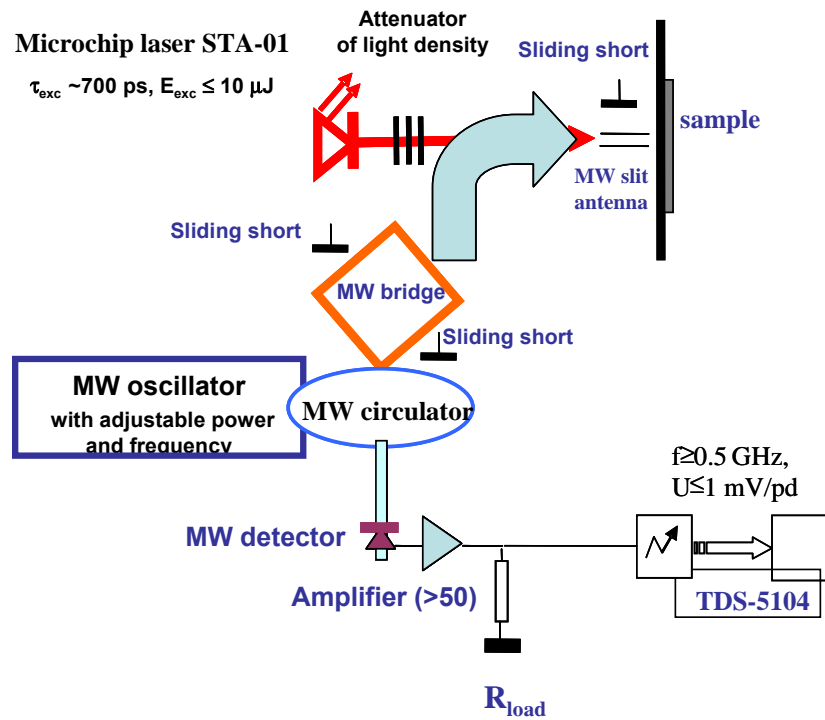 Microchip laser STA-01
τexc ~700 ps, Eexc ≤ 10 μJ
Attenuator
of light density
Sliding short
sample
MW slit
antenna
Sliding short
MW bridge
Sliding short
MW oscillator
with adjustable power
and frequency
MW circulator
f≥0.5 GHz,
U≤1 mV/pd
MW detector
Amplifier (>50)
TDS-5104
Rload